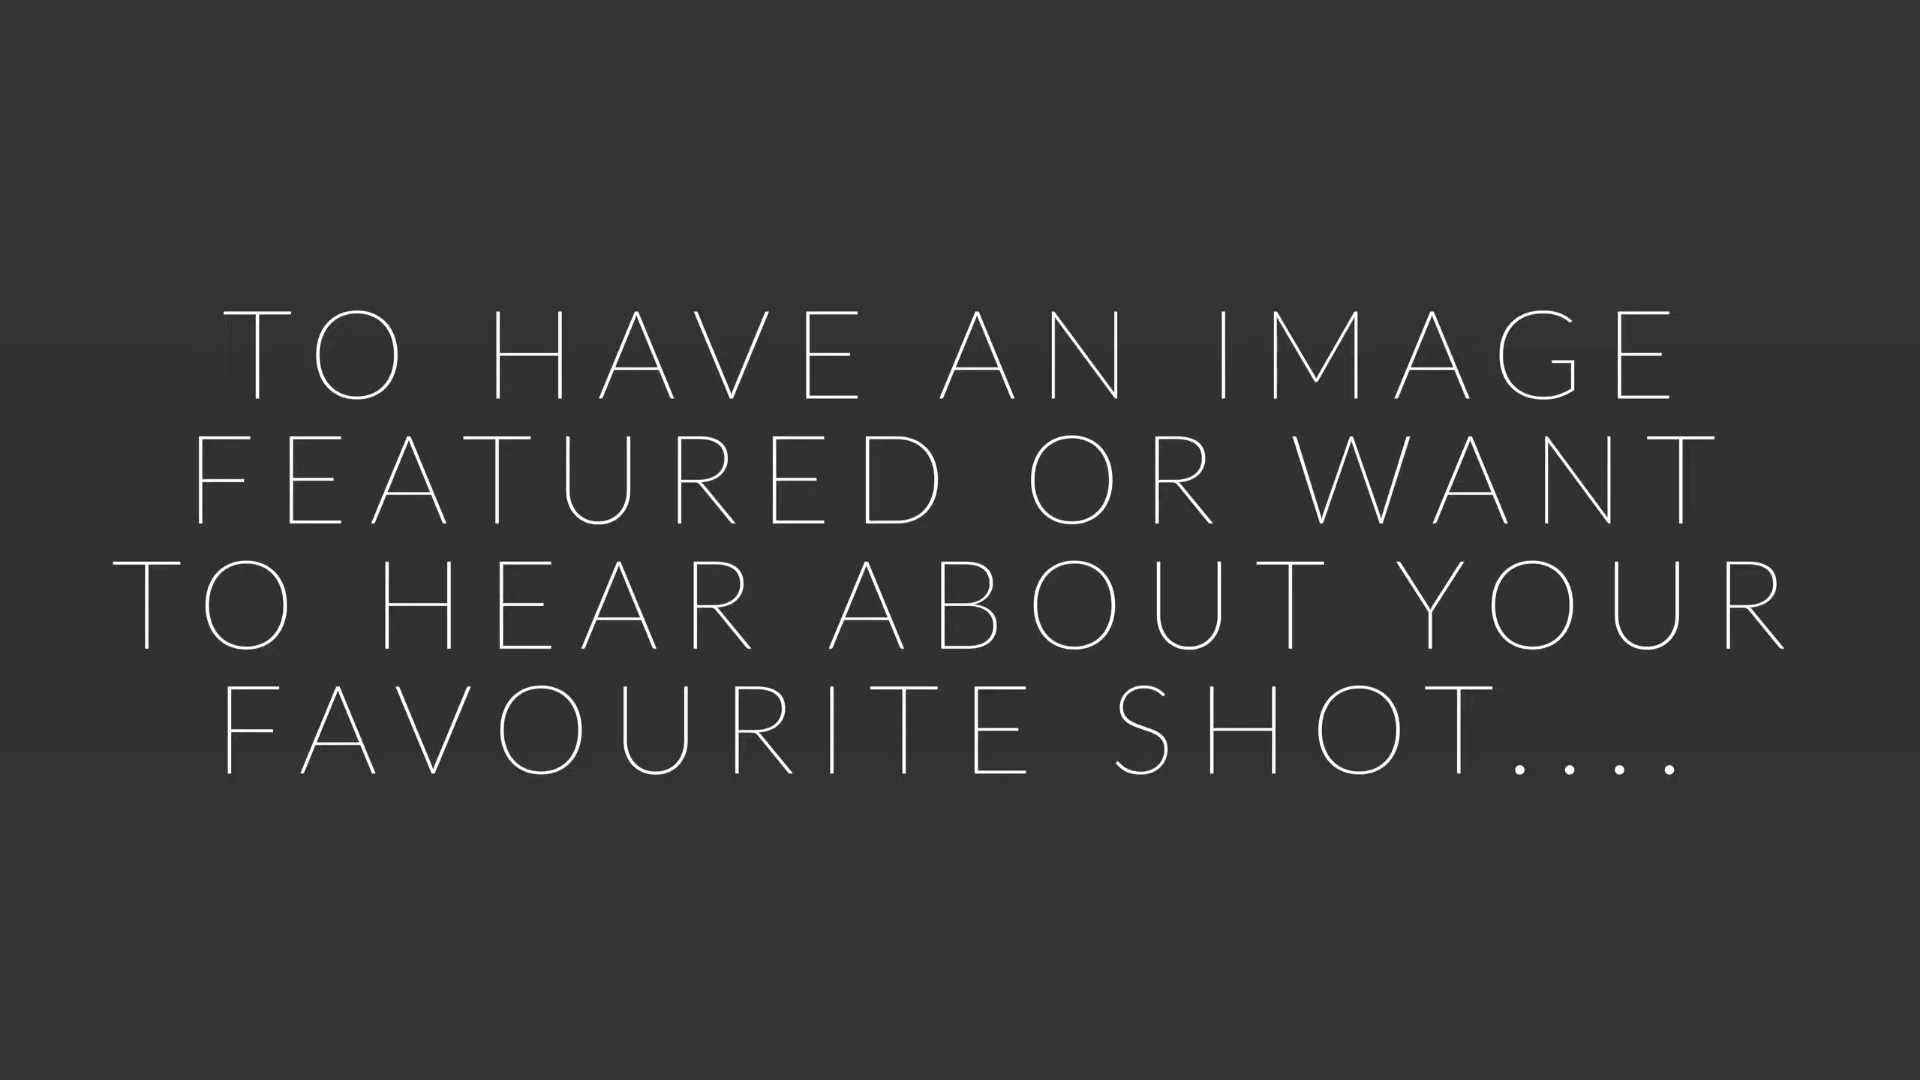 TO HAVE AN IMAGE
FEATURED OR WANT
TO HEAR ABOUT YOUR
FAVOURITE SHOT....